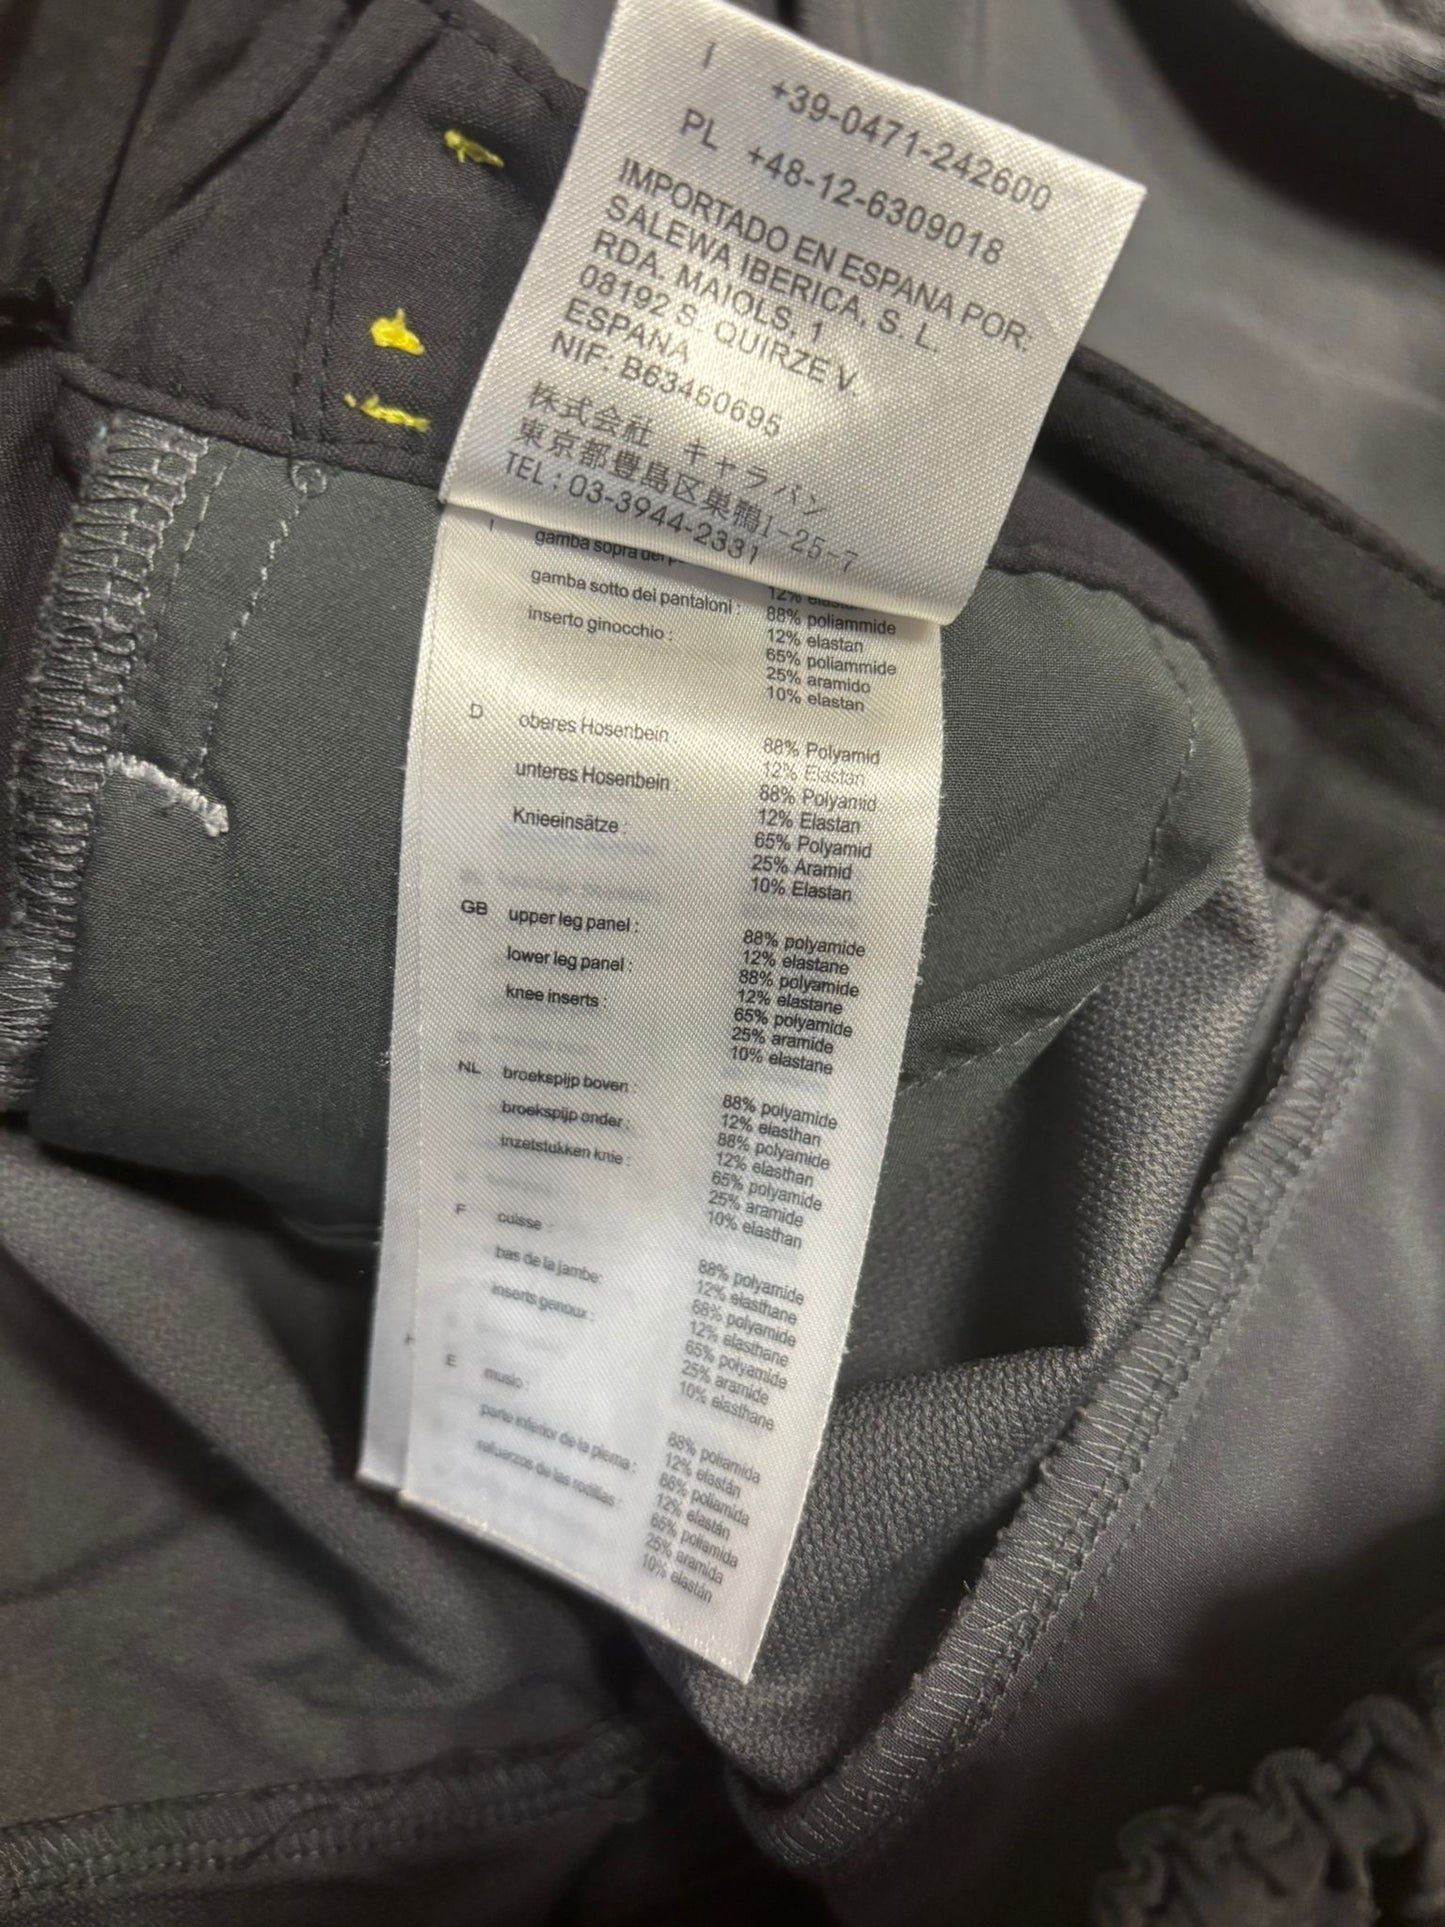 I +39-0471-242600
PL +48-12-6309018
IMPORTADO EN ESPANA POR:
SALEWA IBERICA, S. L.
RDA. MAIOLS, 1
08192 S. QUIRZE V.
ESPANA
NIF: B63460695
株式会社 キャラバン
東京都豊島区巣鴨1-25-7
TEL : 03-3944-2331
I gamba sopra dei
12% elastan
gamba sotto dei pantaloni : 88% poliammide
12% elastan
inserto ginocchio : 65% poliammide
25% aramido
10% elastan
D oberes Hosenbein 88% Polyamid
12% Elastan
unteres Hosenbein : 88% Polyamid
12% Elastan
Knieeinsätze : 65% Polyamid
25% Aramid
10% Elastan
GB upper leg panel : 88% polyamide
12% elastane
lower leg panel : 88% polyamide
12% elastane
knee inserts : 65% polyamide
25% aramide
10% elastane
NL broekspijp boven : 88% polyamide
12% elasthan
broekspijp onder : 88% polyamide
12% elasthan
inzetstukken knie : 65% polyamide
25% aramide
10% elasthan
F cuisse : 88% polyamide
12% elasthane
bas de la jambe: 88% polyamide
12% elasthane
inserts genoux : 65% polyamide
25% aramide
10% elasthane
E muslo : 88% poliamida
12% elastán
parte inferior de la pierna : 88% poliamida
12% elastán
refuerzos de las rodillas : 65% poliamida
25% aramida
10% elastán